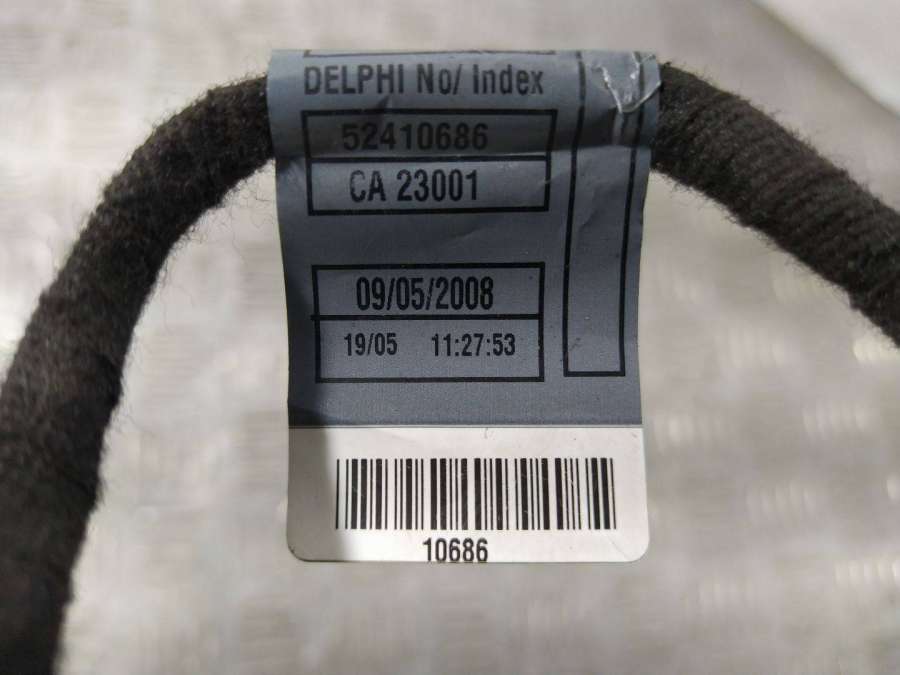 DELPHI No/ Index
52410686
CA 23001
09/05/2008
19/05 11:27:53
10686